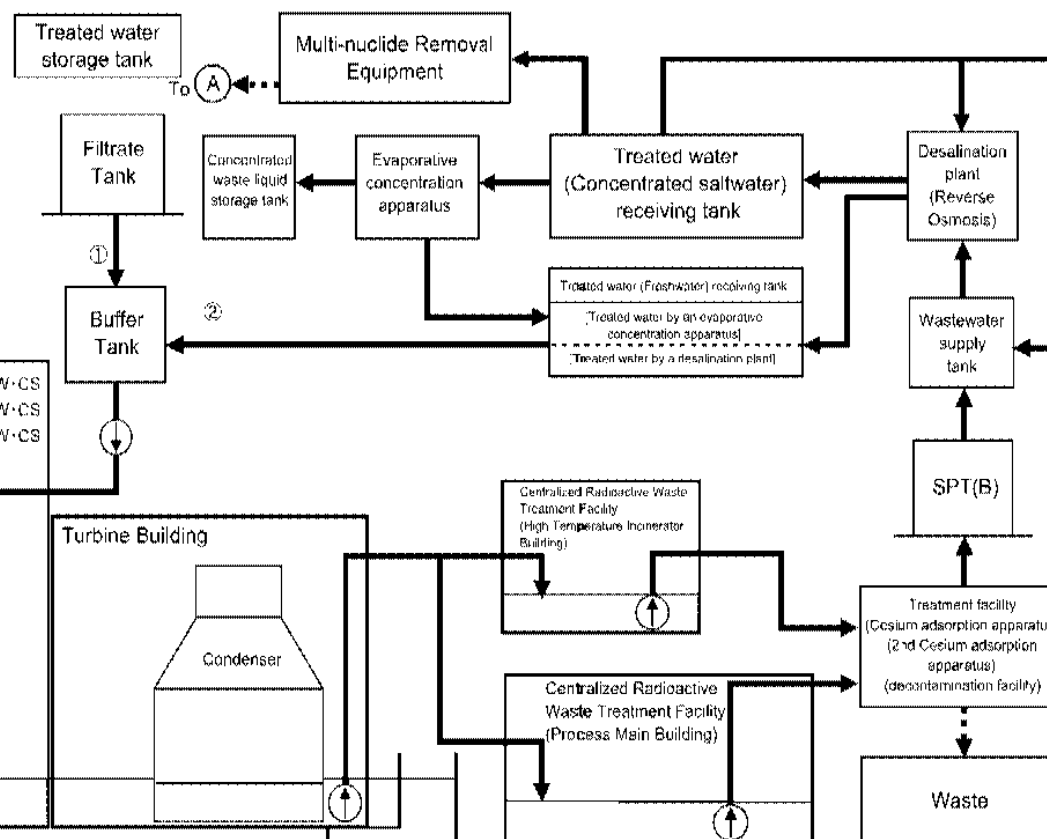 Treated water
storage tank
To
A
Multi-nuclide Removal
Equipment
Filtrate
Tank
Concentrated
waste liquid
storage tank
Evaporative
concentration
apparatus
Treated water
(Concentrated saltwater)
receiving tank
Desalination
plant
(Reverse
Osmosis)
①
②
Buffer
Tank
Treated water (Freshwater) receiving tank
[Treated water by an evaporative
concentration apparatus]
[Treated water by a desalination plant]
Wastewater
supply
tank
W・CS
W・CS
W・CS
SPT(B)
Centralized Radioactive Waste
Treatment Facility
(High Temperature Incinerator
Building)
Turbine Building
Condenser
Treatment facility
(Cesium adsorption apparatus
(2nd Cesium adsorption
apparatus)
(decontamination facility)
Centralized Radioactive
Waste Treatment Facility
(Process Main Building)
Waste